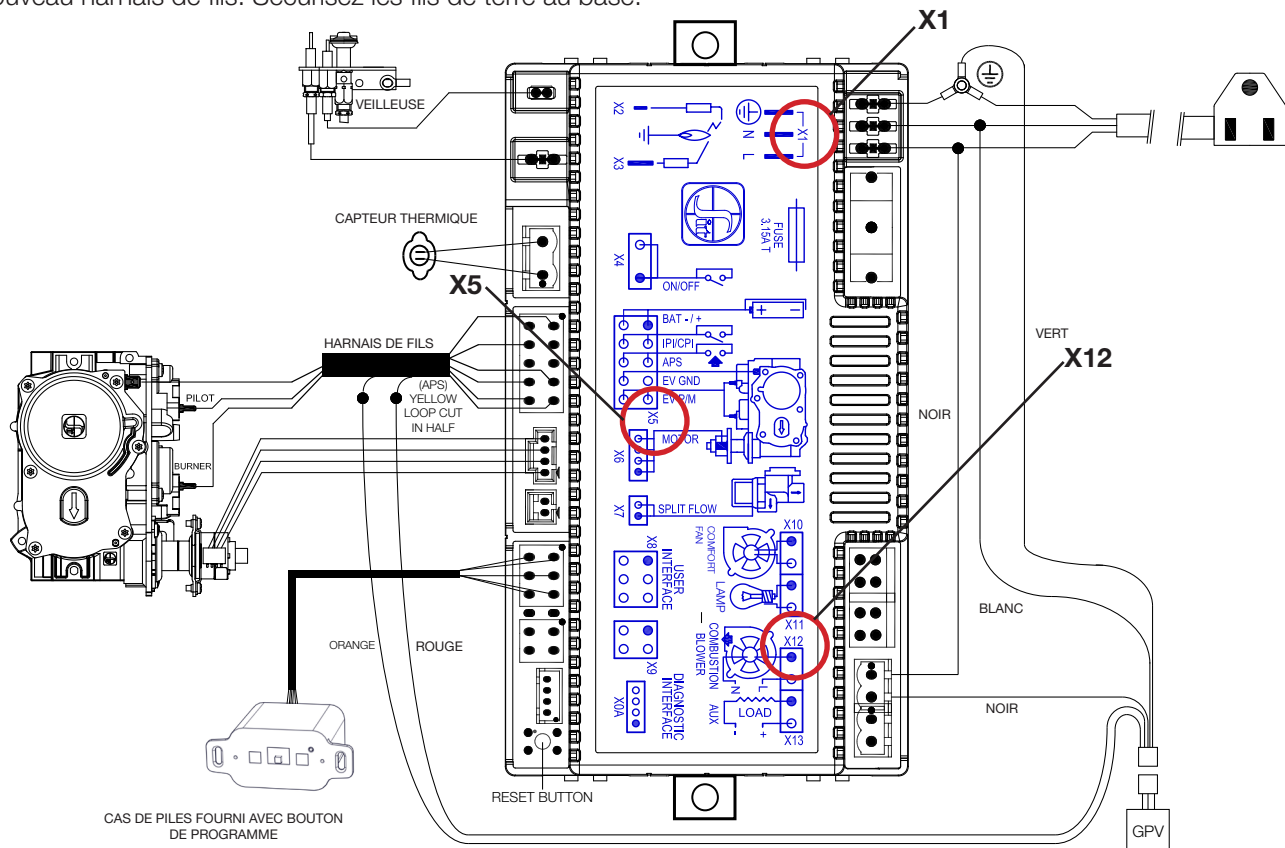 ouveau harnais de fils. Sécurisez les fils de terre au base.
X1
VEILLEUSE
X2
X3
N
L
X1
CAPTEUR THERMIQUE
FUSE
3.15A T
X4
ON/OFF
X5
HARNAIS DE FILS
(APS)
YELLOW
LOOP CUT
IN HALF
PILOT
BURNER
BAT - / +
IPI/CPI
APS
EV GND
EV P/M
X5
MOTOR
X6
X7
SPLIT FLOW
VERT
X12
NOIR
X8
USER
INTERFACE
X9
DIAGNOSTIC
INTERFACE
X0A
COMFORT
FAN
X10
LAMP
X11
X12
COMBUSTION
BLOWER
N
L
AUX
LOAD
- +
X13
BLANC
NOIR
ORANGE
ROUGE
RESET BUTTON
CAS DE PILES FOURNI AVEC BOUTON
DE PROGRAMME
GPV